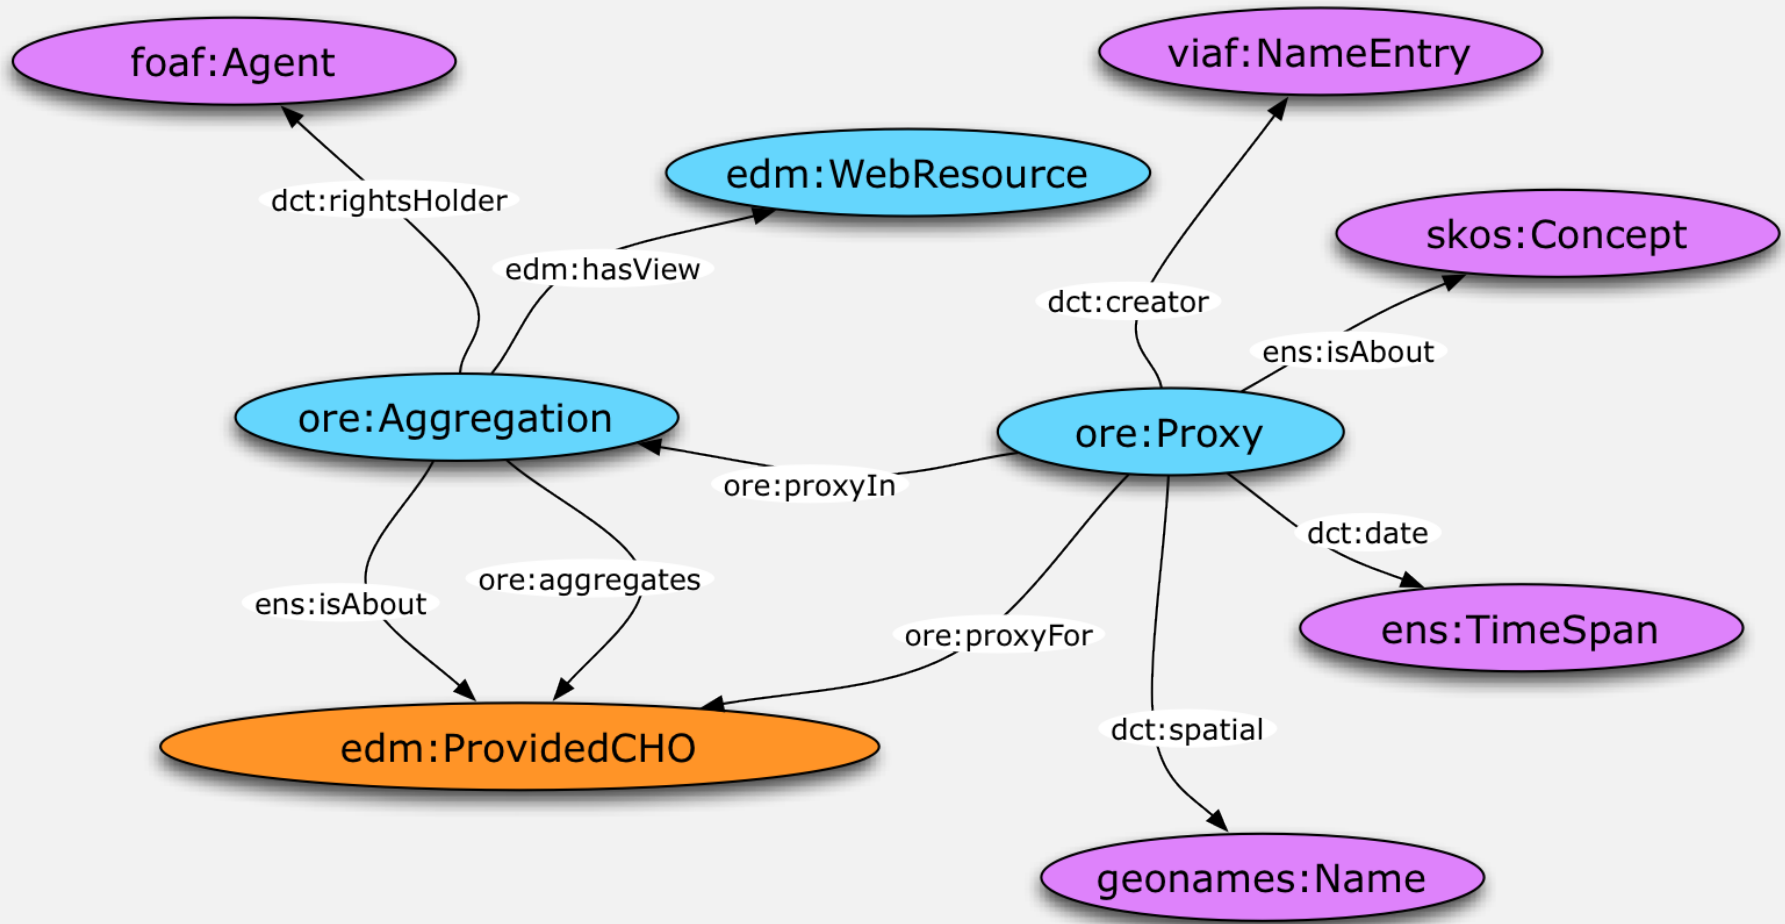 foaf:Agent
viaf:NameEntry
edm:WebResource
dct:rightsHolder
skos:Concept
edm:hasView
dct:creator
ens:isAbout
ore:Aggregation
ore:Proxy
ore:proxyIn
dct:date
ore:aggregates
ens:isAbout
ore:proxyFor
ens:TimeSpan
dct:spatial
edm:ProvidedCHO
geonames:Name